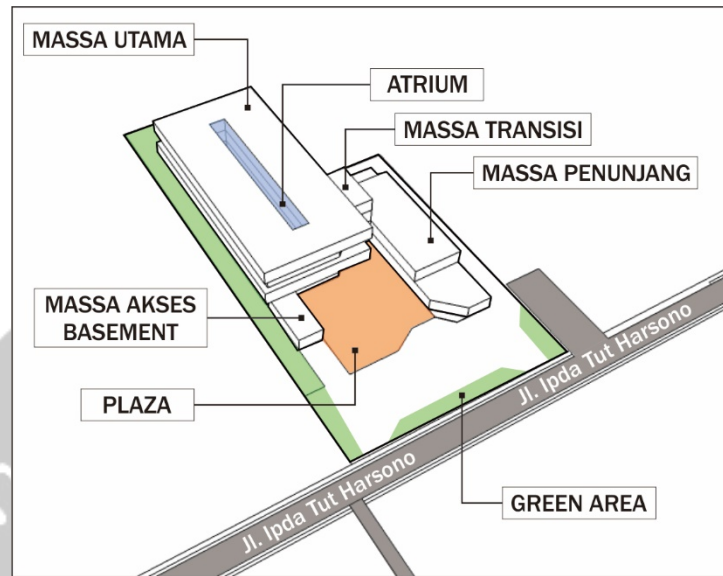 MASSA UTAMA
ATRIUM
MASSA TRANSISI
MASSA PENUNJANG
MASSA AKSES
BASEMENT
PLAZA
Jl. Ipda Tut Harsono
Jl. Ipda Tut Harsono
GREEN AREA